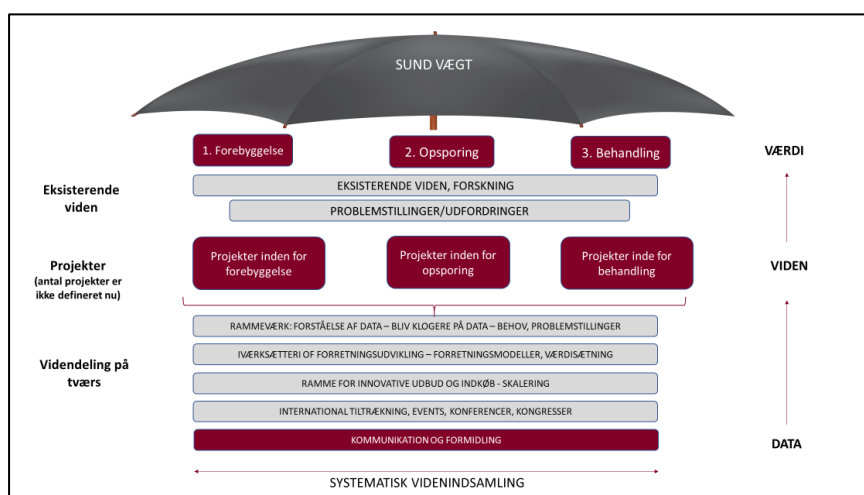 SUND VÆGT
1. Forebyggelse
2. Opsporing
3. Behandling
VÆRDI
Eksisterende
viden
EKSISTERENDE VIDEN, FORSKNING
PROBLEMSTILLINGER/UDFORDRINGER
Projekter
(antal projekter er
ikke defineret nu)
Projekter inden for
forebyggelse
Projekter inden for
opsporing
Projekter inde for
behandling
VIDEN
Videndeling på
tværs
RAMMEVÆRK: FORSTÅELSE AF DATA – BLIV KLOGERE PÅ DATA – BEHOV, PROBLEMSTILLINGER
IVÆRKSÆTTERI OF FORRETNINGSUDVIKLING – FORRETNINGSMODELLER, VÆRDISÆTNING
RAMME FOR INNOVATIVE UDBUD OG INDKØB - SKALERING
INTERNATIONAL TILTRÆKNING, EVENTS, KONFERENCER, KONGRESSER
KOMMUNIKATION OG FORMIDLING
DATA
SYSTEMATISK VIDENINDSAMLING